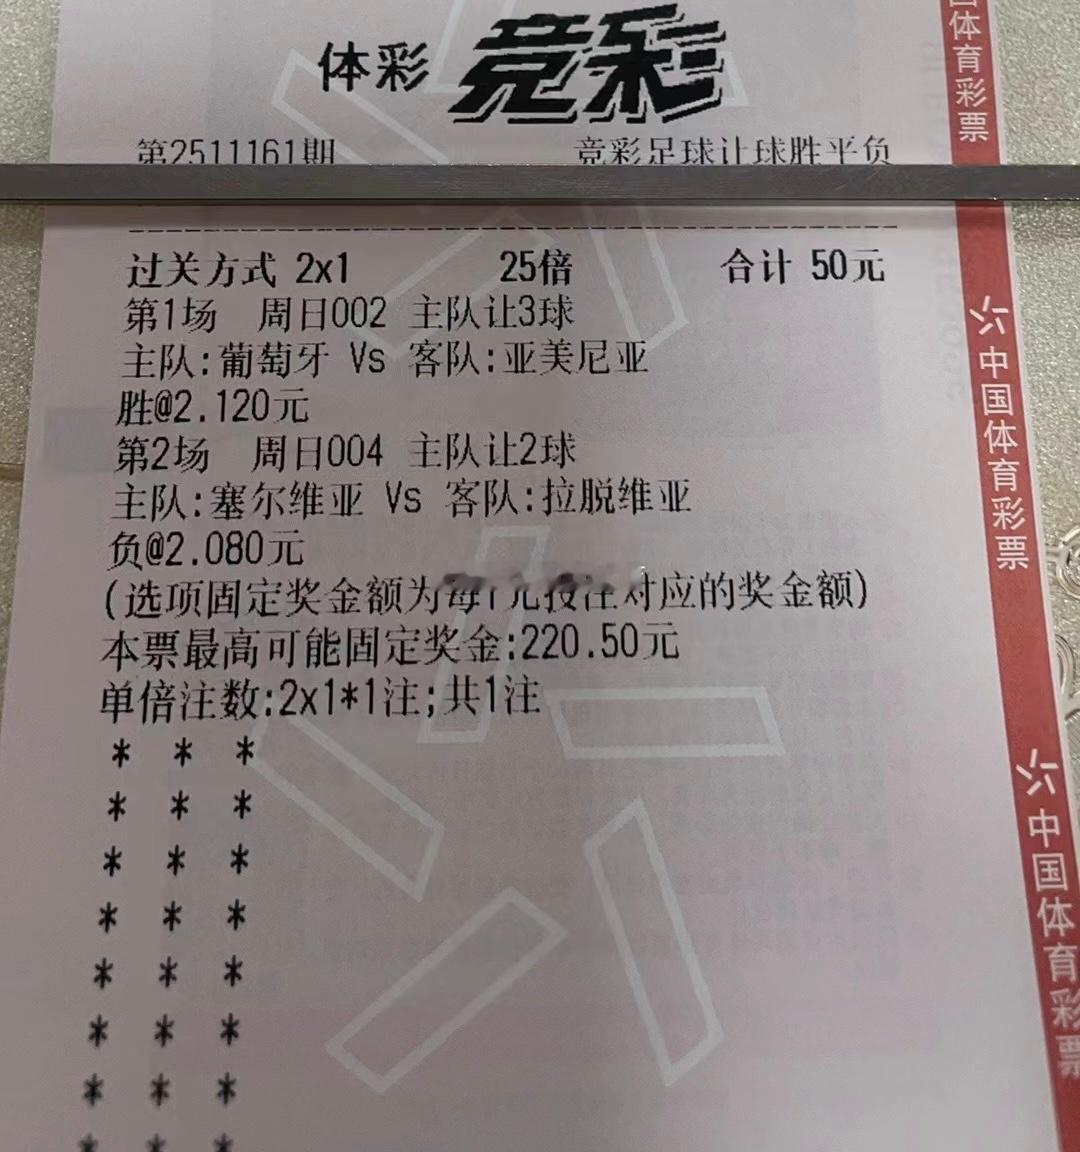 体彩 竞彩
第2511161期 竞彩足球让球胜平负
过关方式 2x1 25倍 合计 50元
第1场 周日002 主队让3球
主队:葡萄牙 Vs 客队:亚美尼亚
胜@2.120元
第2场 周日004 主队让2球
主队:塞尔维亚 Vs 客队:拉脱维亚
负@2.080元
(选项固定奖金额为每1元投注对应的奖金额)
本票最高可能固定奖金:220.50元
单倍注数:2x1*1注;共1注
* * *
* * *
* * *
* * *
* * *
* * *
* * *
* * *
国体育彩票
中国体育彩票
中国体育彩票